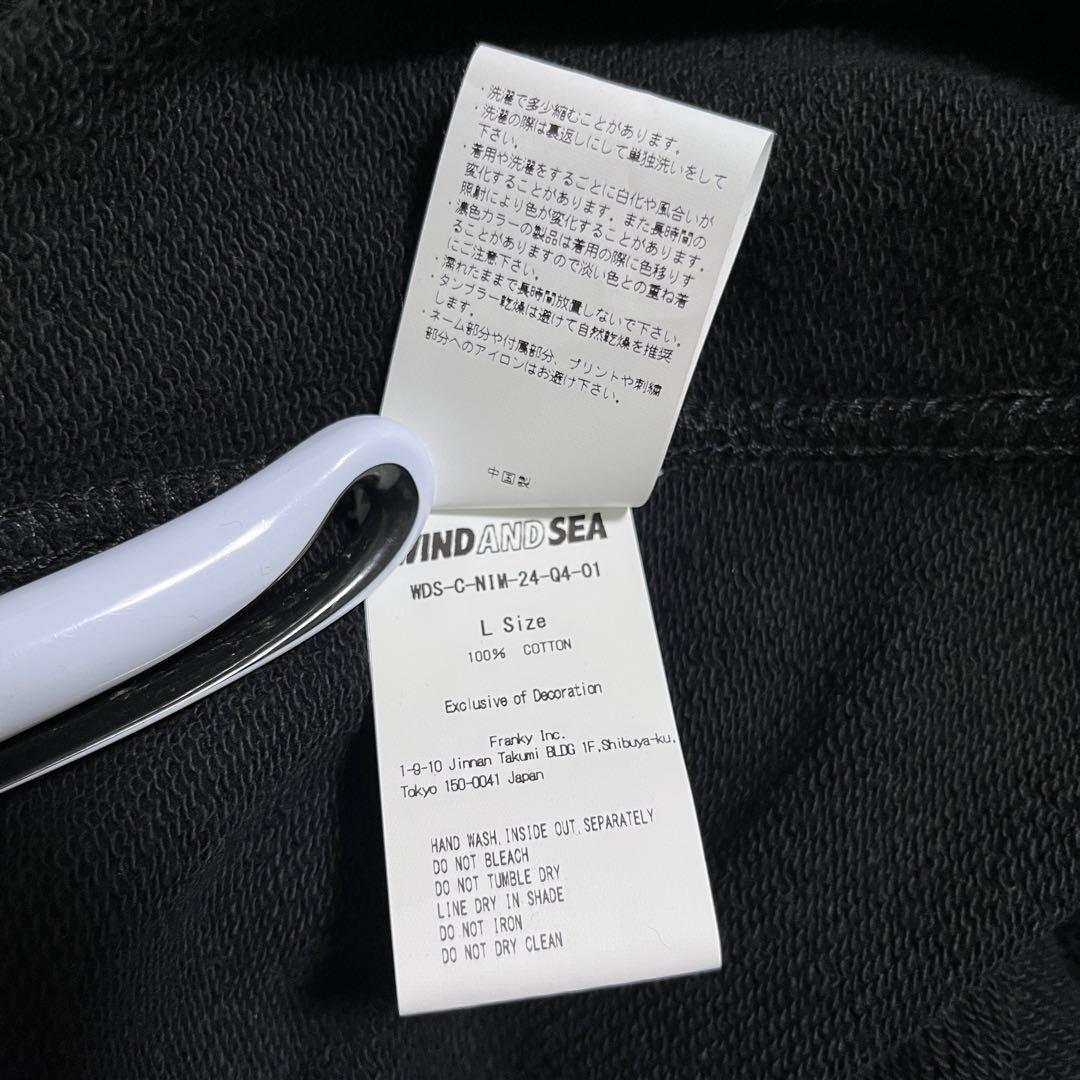 ・洗濯で多少縮むことがあります。
・洗濯の際は裏返しにして単独洗いをして
下さい。
・着用や洗濯をするごとに白化や風合いが
変化することがあります。また長時間の
照射により色が変化することがあります。
・濃色カラーの製品は着用の際に色移りす
ることがありますので淡い色との重ね着
にご注意下さい。
・濡れたままで長時間放置しないで下さい。
・タンブラー乾燥は避けて自然乾燥を推奨
します。
・ネーム部分や付属部分、プリントや刺繍
部分へのアイロンはお避け下さい。
中国製
WIND AND SEA
WDS-C-NIM-24-Q4-01
L Size
100% COTTON
Exclusive of Decoration
Franky Inc.
1-9-10 Jinnan Takumi BLDG 1F,Shibuya-ku,
Tokyo 150-0041 Japan
HAND WASH, INSIDE OUT, SEPARATELY
DO NOT BLEACH
DO NOT TUMBLE DRY
LINE DRY IN SHADE
DO NOT IRON
DO NOT DRY CLEAN